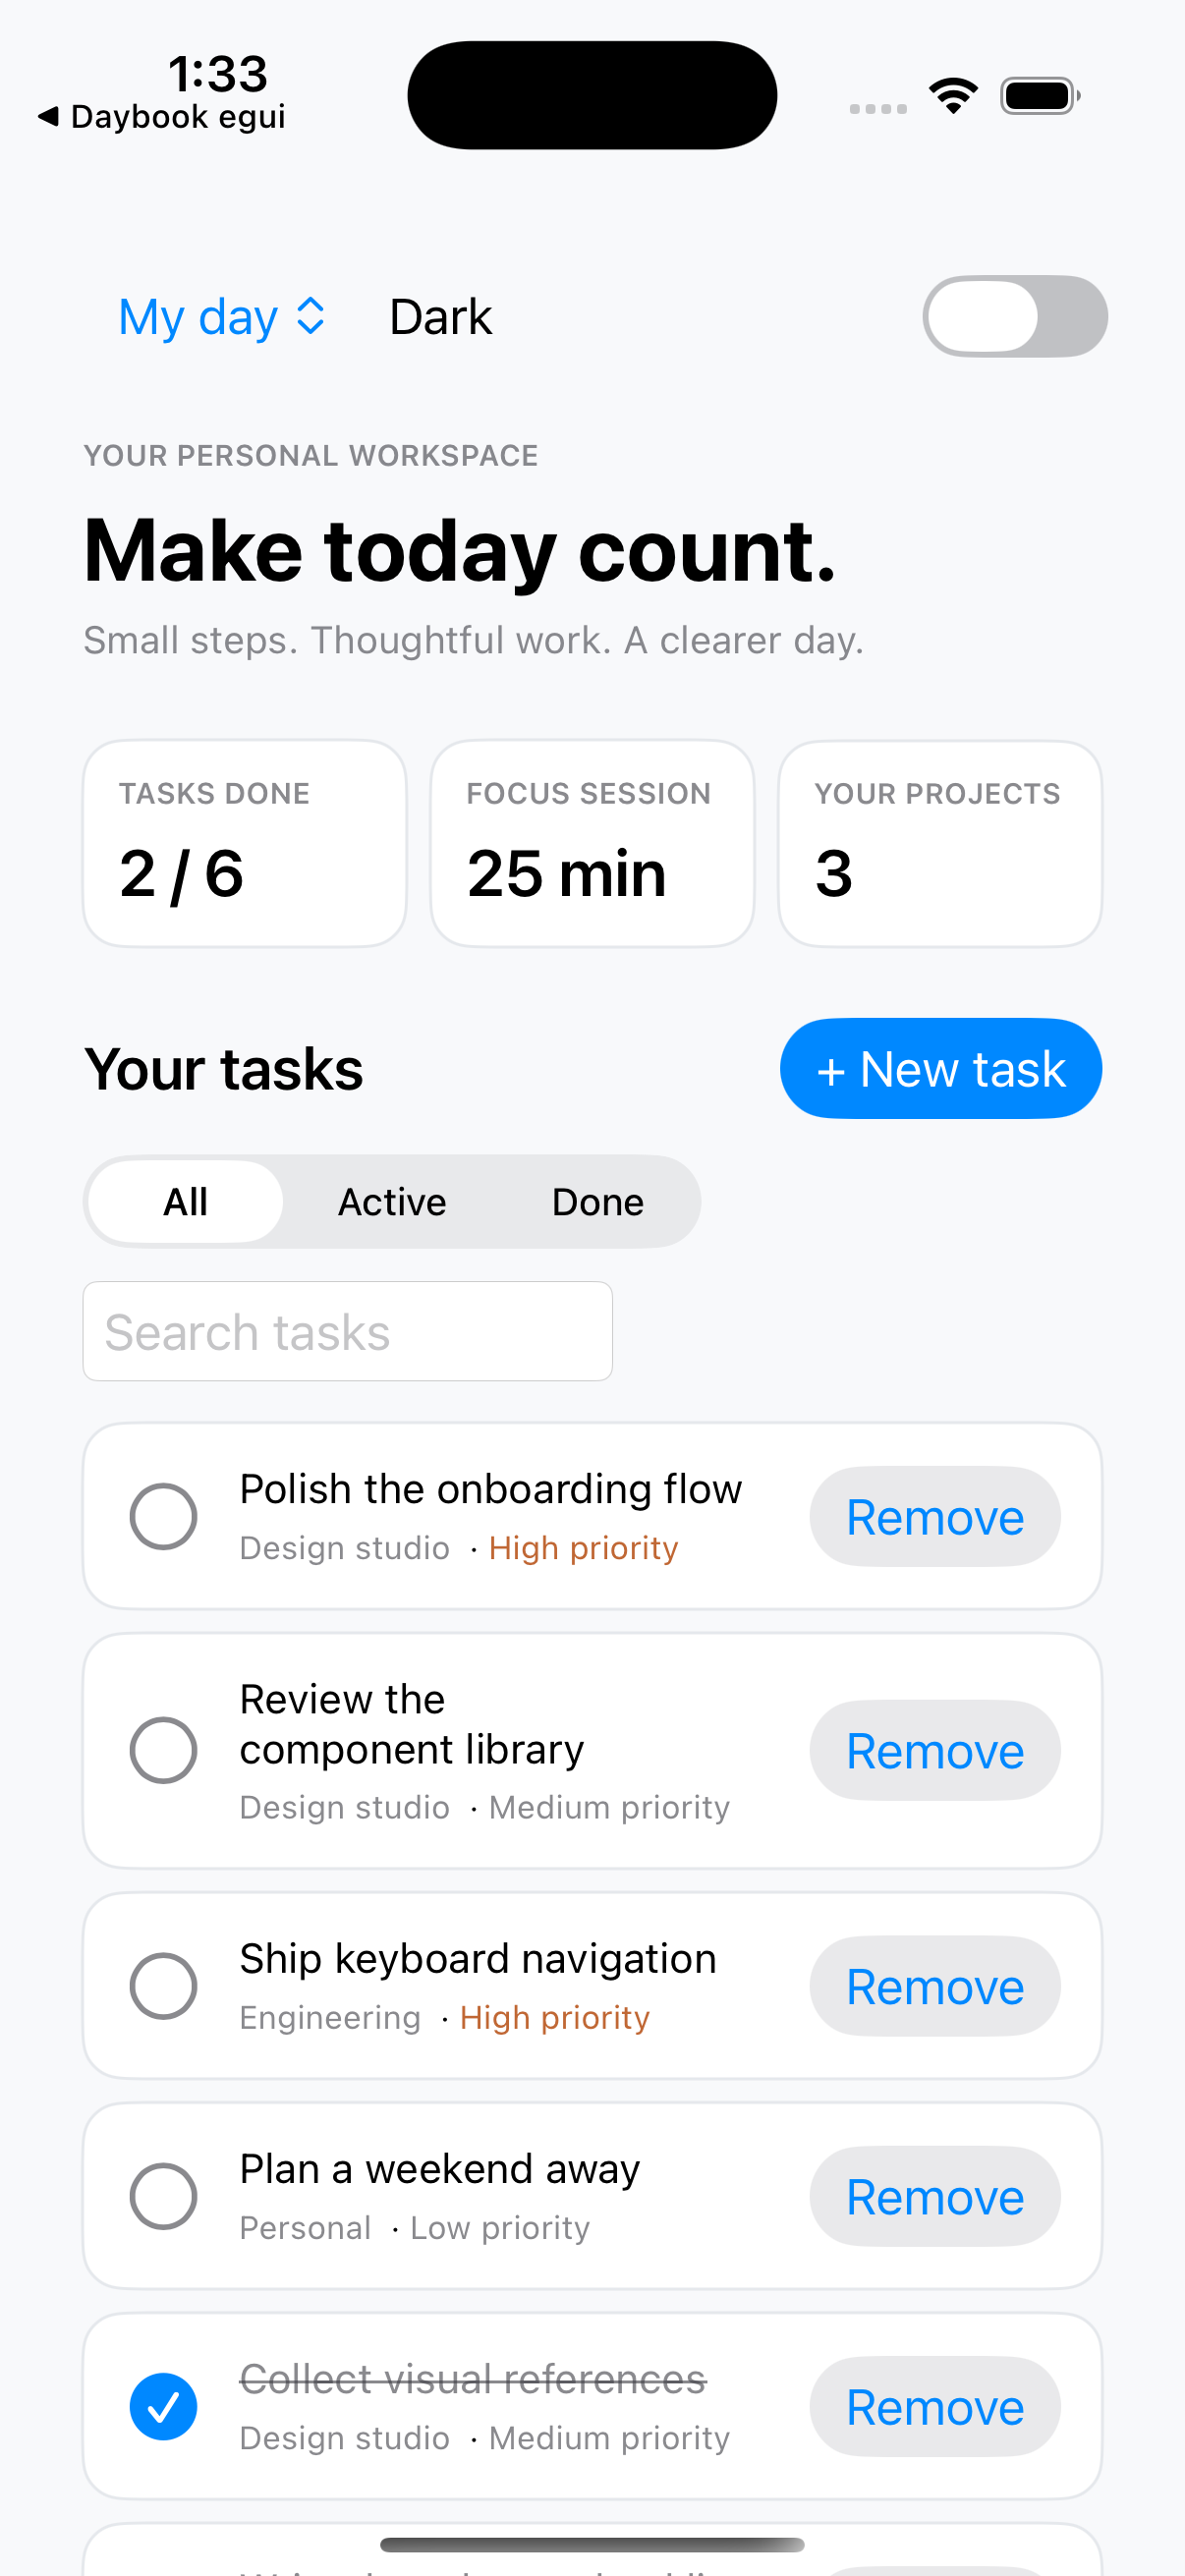 1:33
◀ Daybook egui
My day
Dark
YOUR PERSONAL WORKSPACE
Make today count.
Small steps. Thoughtful work. A clearer day.
TASKS DONE
2 / 6
FOCUS SESSION
25 min
YOUR PROJECTS
3
Your tasks
+ New task
All
Active
Done
Search tasks
Polish the onboarding flow
Design studio · High priority
Remove
Review the
component library
Design studio · Medium priority
Remove
Ship keyboard navigation
Engineering · High priority
Remove
Plan a weekend away
Personal · Low priority
Remove
Collect visual references
Design studio · Medium priority
Remove